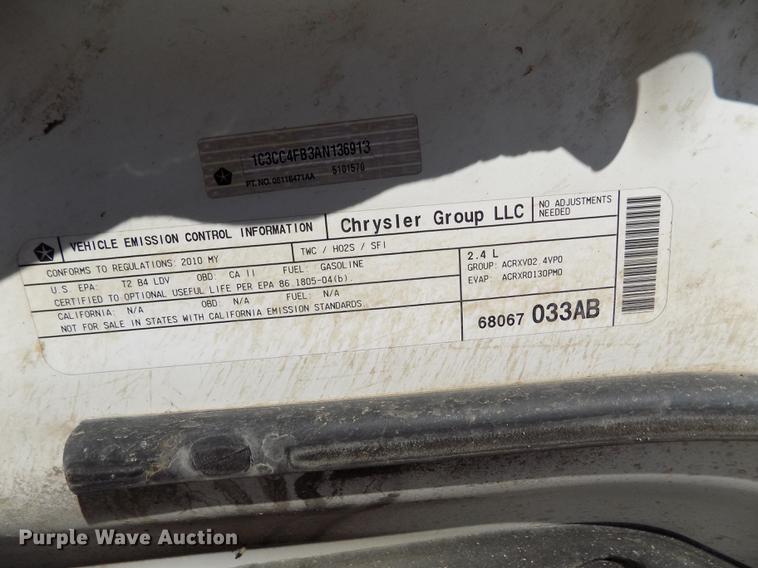 1C3CC4FB3AN136913
PT. NO. 05116471AA 5101570
VEHICLE EMISSION CONTROL INFORMATION
Chrysler Group LLC
NO ADJUSTMENTS
NEEDED
CONFORMS TO REGULATIONS: 2010 MY
TWC / HO2S / SFI
U.S. EPA: T2 B4 LDV OBD: CA II FUEL: GASOLINE
CERTIFIED TO OPTIONAL USEFUL LIFE PER EPA 86.1805-04(b).
CALIFORNIA: N/A OBD: N/A FUEL: N/A
NOT FOR SALE IN STATES WITH CALIFORNIA EMISSION STANDARDS.
2.4 L
GROUP: ACRXV02.4VP0
EVAP: ACRXR0130PM0
68067 033AB
Purple Wave Auction